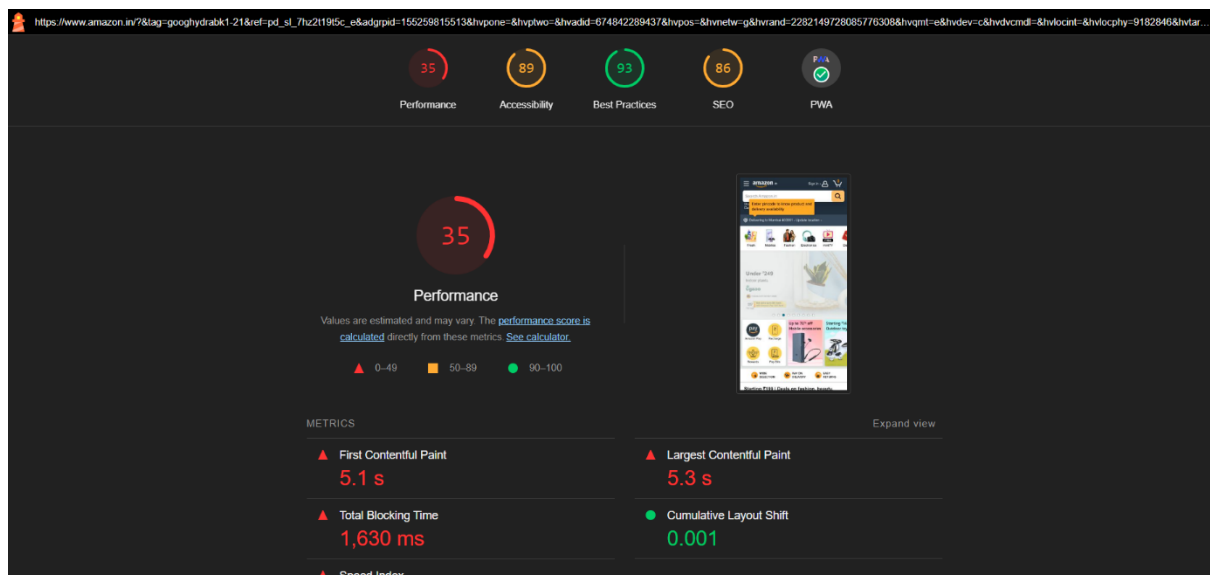 https://www.amazon.in/?&tag=googhydrabk1-21&ref=pd_sl_7hz2t19t5c_e&adgrpid=155259815513&hvpone=&hvptwo=&hvadid=674842289437&hvpos=&hvnetw=g&hvrand=2282149728085776308&hvqmt=e&hvdev=c&hvdvcmdl=&hvlocint=&hvlocphy=9182846&hvtar...
35 89 93 86 PWA
Performance Accessibility Best Practices SEO PWA
amazon
35
Performance
Values are estimated and may vary. The performance score is
calculated directly from these metrics. See calculator.
0–49 50–89 90–100
METRICS Expand view
First Contentful Paint Largest Contentful Paint
5.1 s 5.3 s
Total Blocking Time Cumulative Layout Shift
1,630 ms 0.001
Speed Index